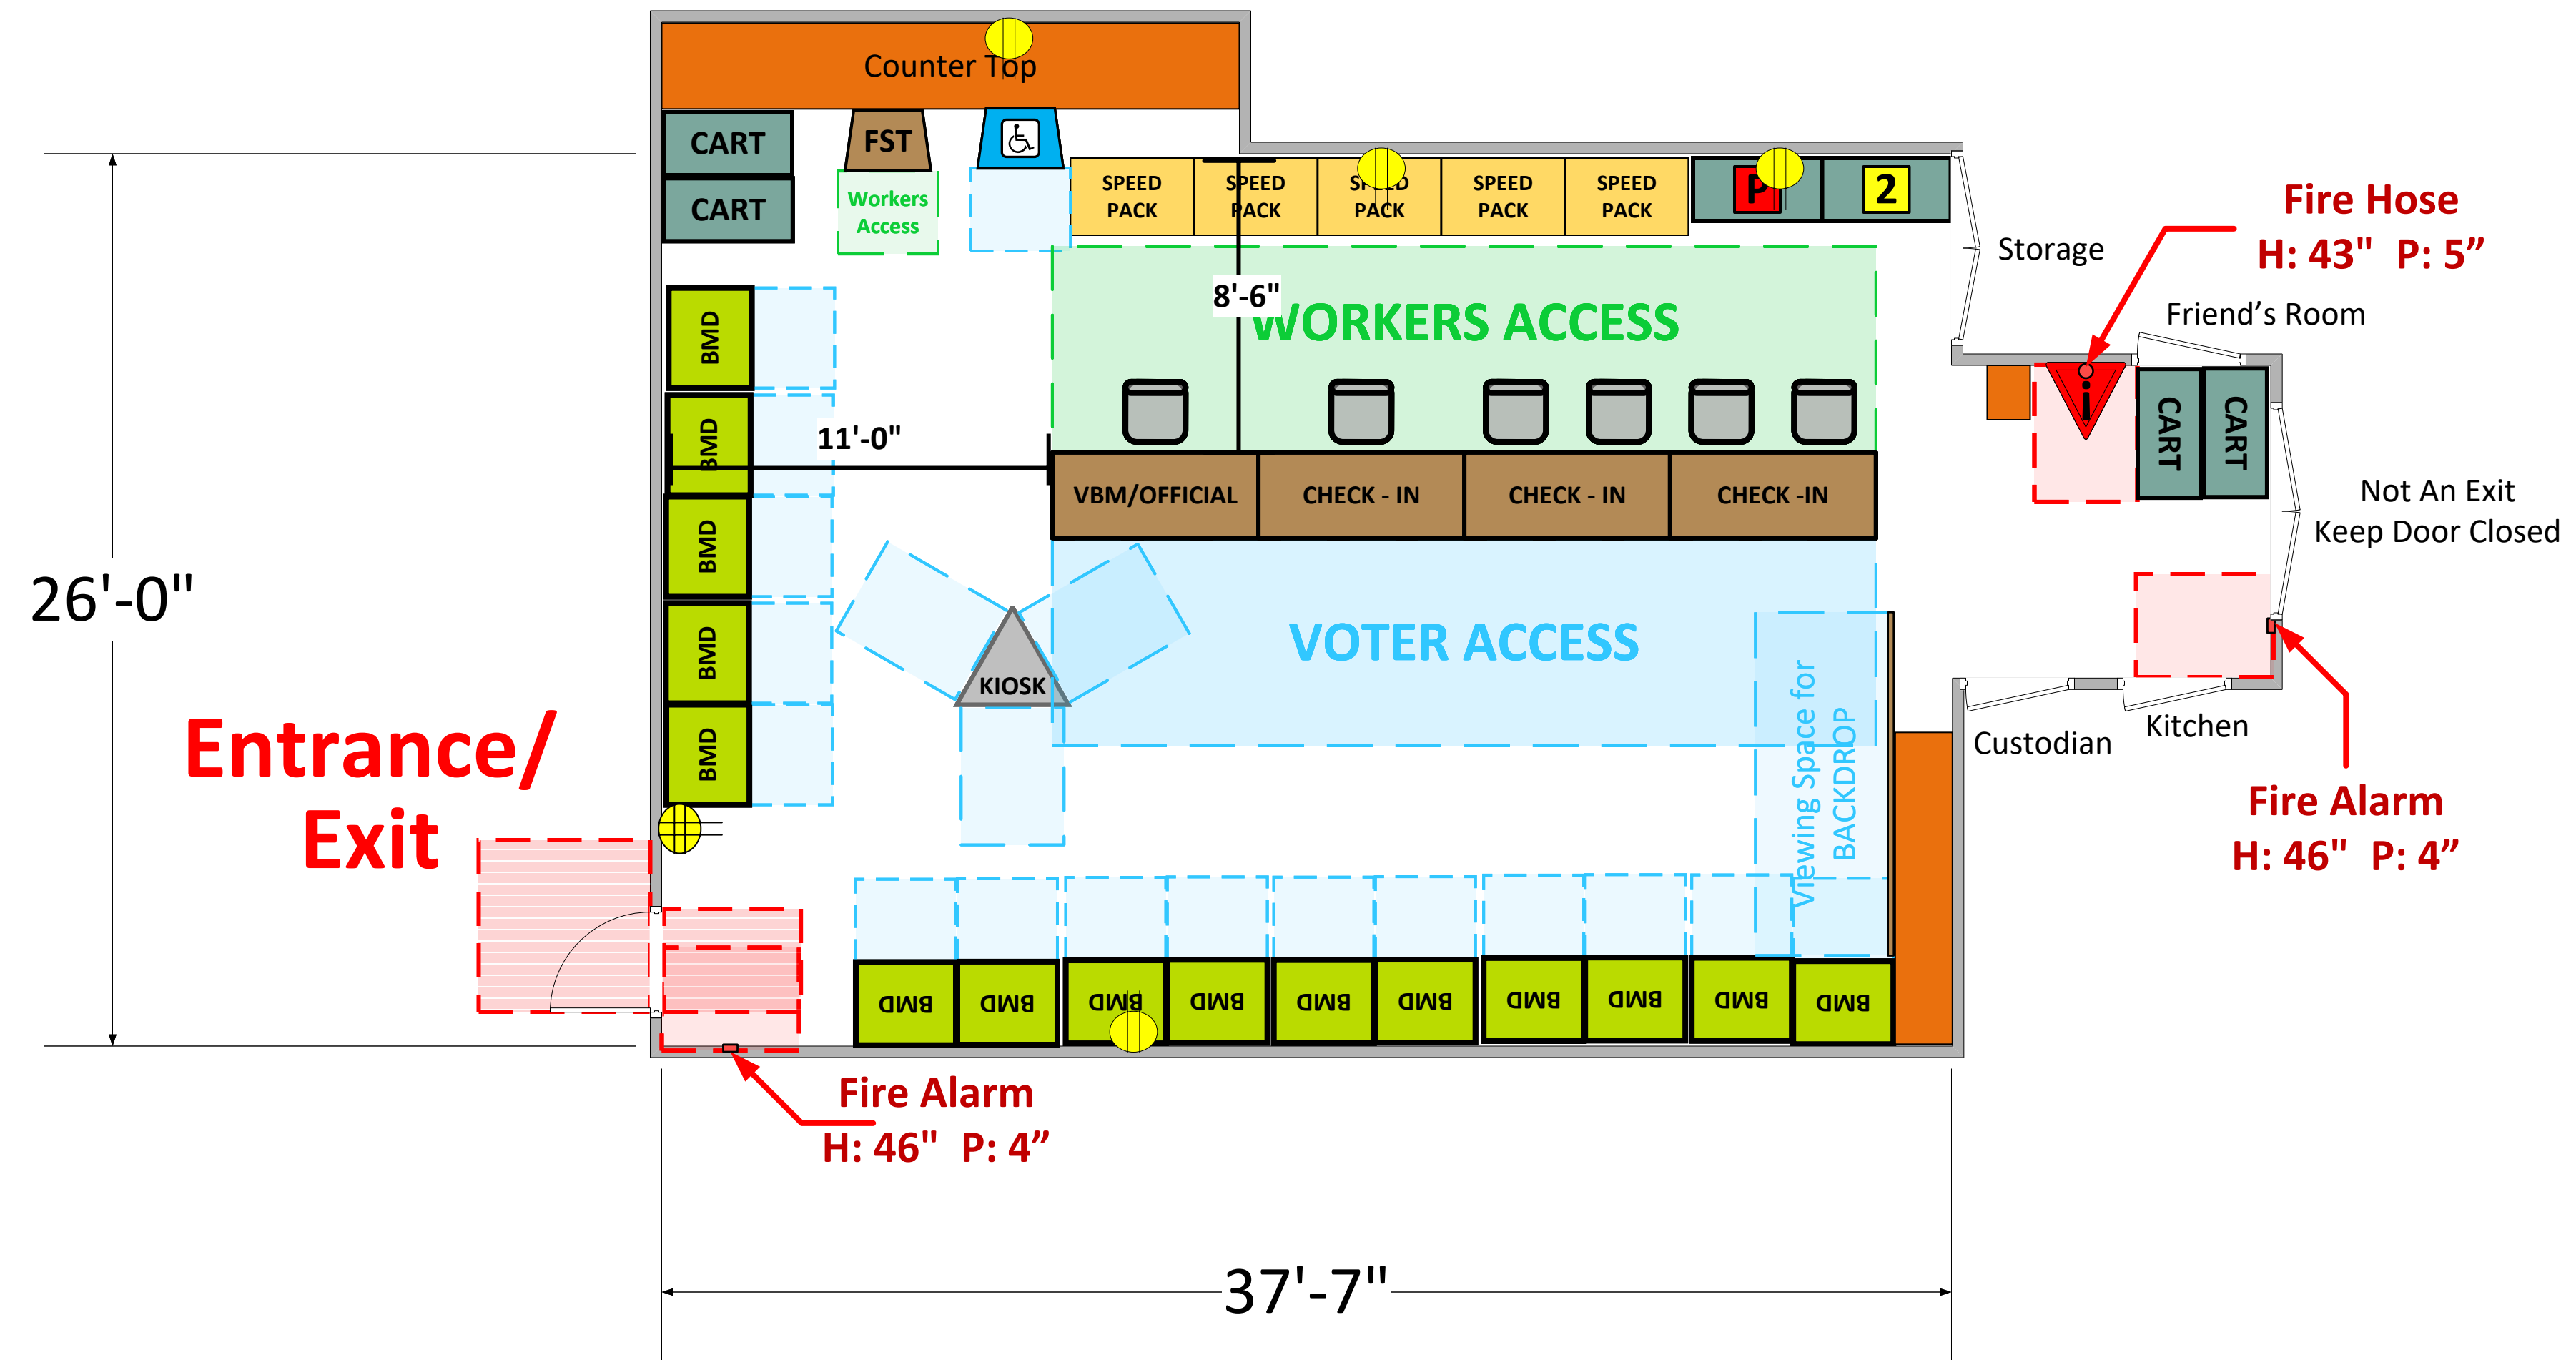 Counter Top
CART
FST
CART
Workers
Access
SPEED
PACK
SPEED
PACK
SPEED
PACK
SPEED
PACK
SPEED
PACK
P
2
Storage
Fire Hose
H: 43" P: 5”
Friend’s Room
8'-6"
WORKERS ACCESS
BMD
BMD
BMD
BMD
BMD
11'-0"
CART
CART
VBM/OFFICIAL
CHECK - IN
CHECK - IN
CHECK -IN
Not An Exit
Keep Door Closed
26'-0"
VOTER ACCESS
KIOSK
Viewing Space for
BACKDROP
Custodian
Kitchen
Entrance/
Exit
Fire Alarm
H: 46" P: 4”
BMD
BMD
BMD
BMD
BMD
BMD
BMD
BMD
BMD
BMD
Fire Alarm
H: 46" P: 4”
37'-7"